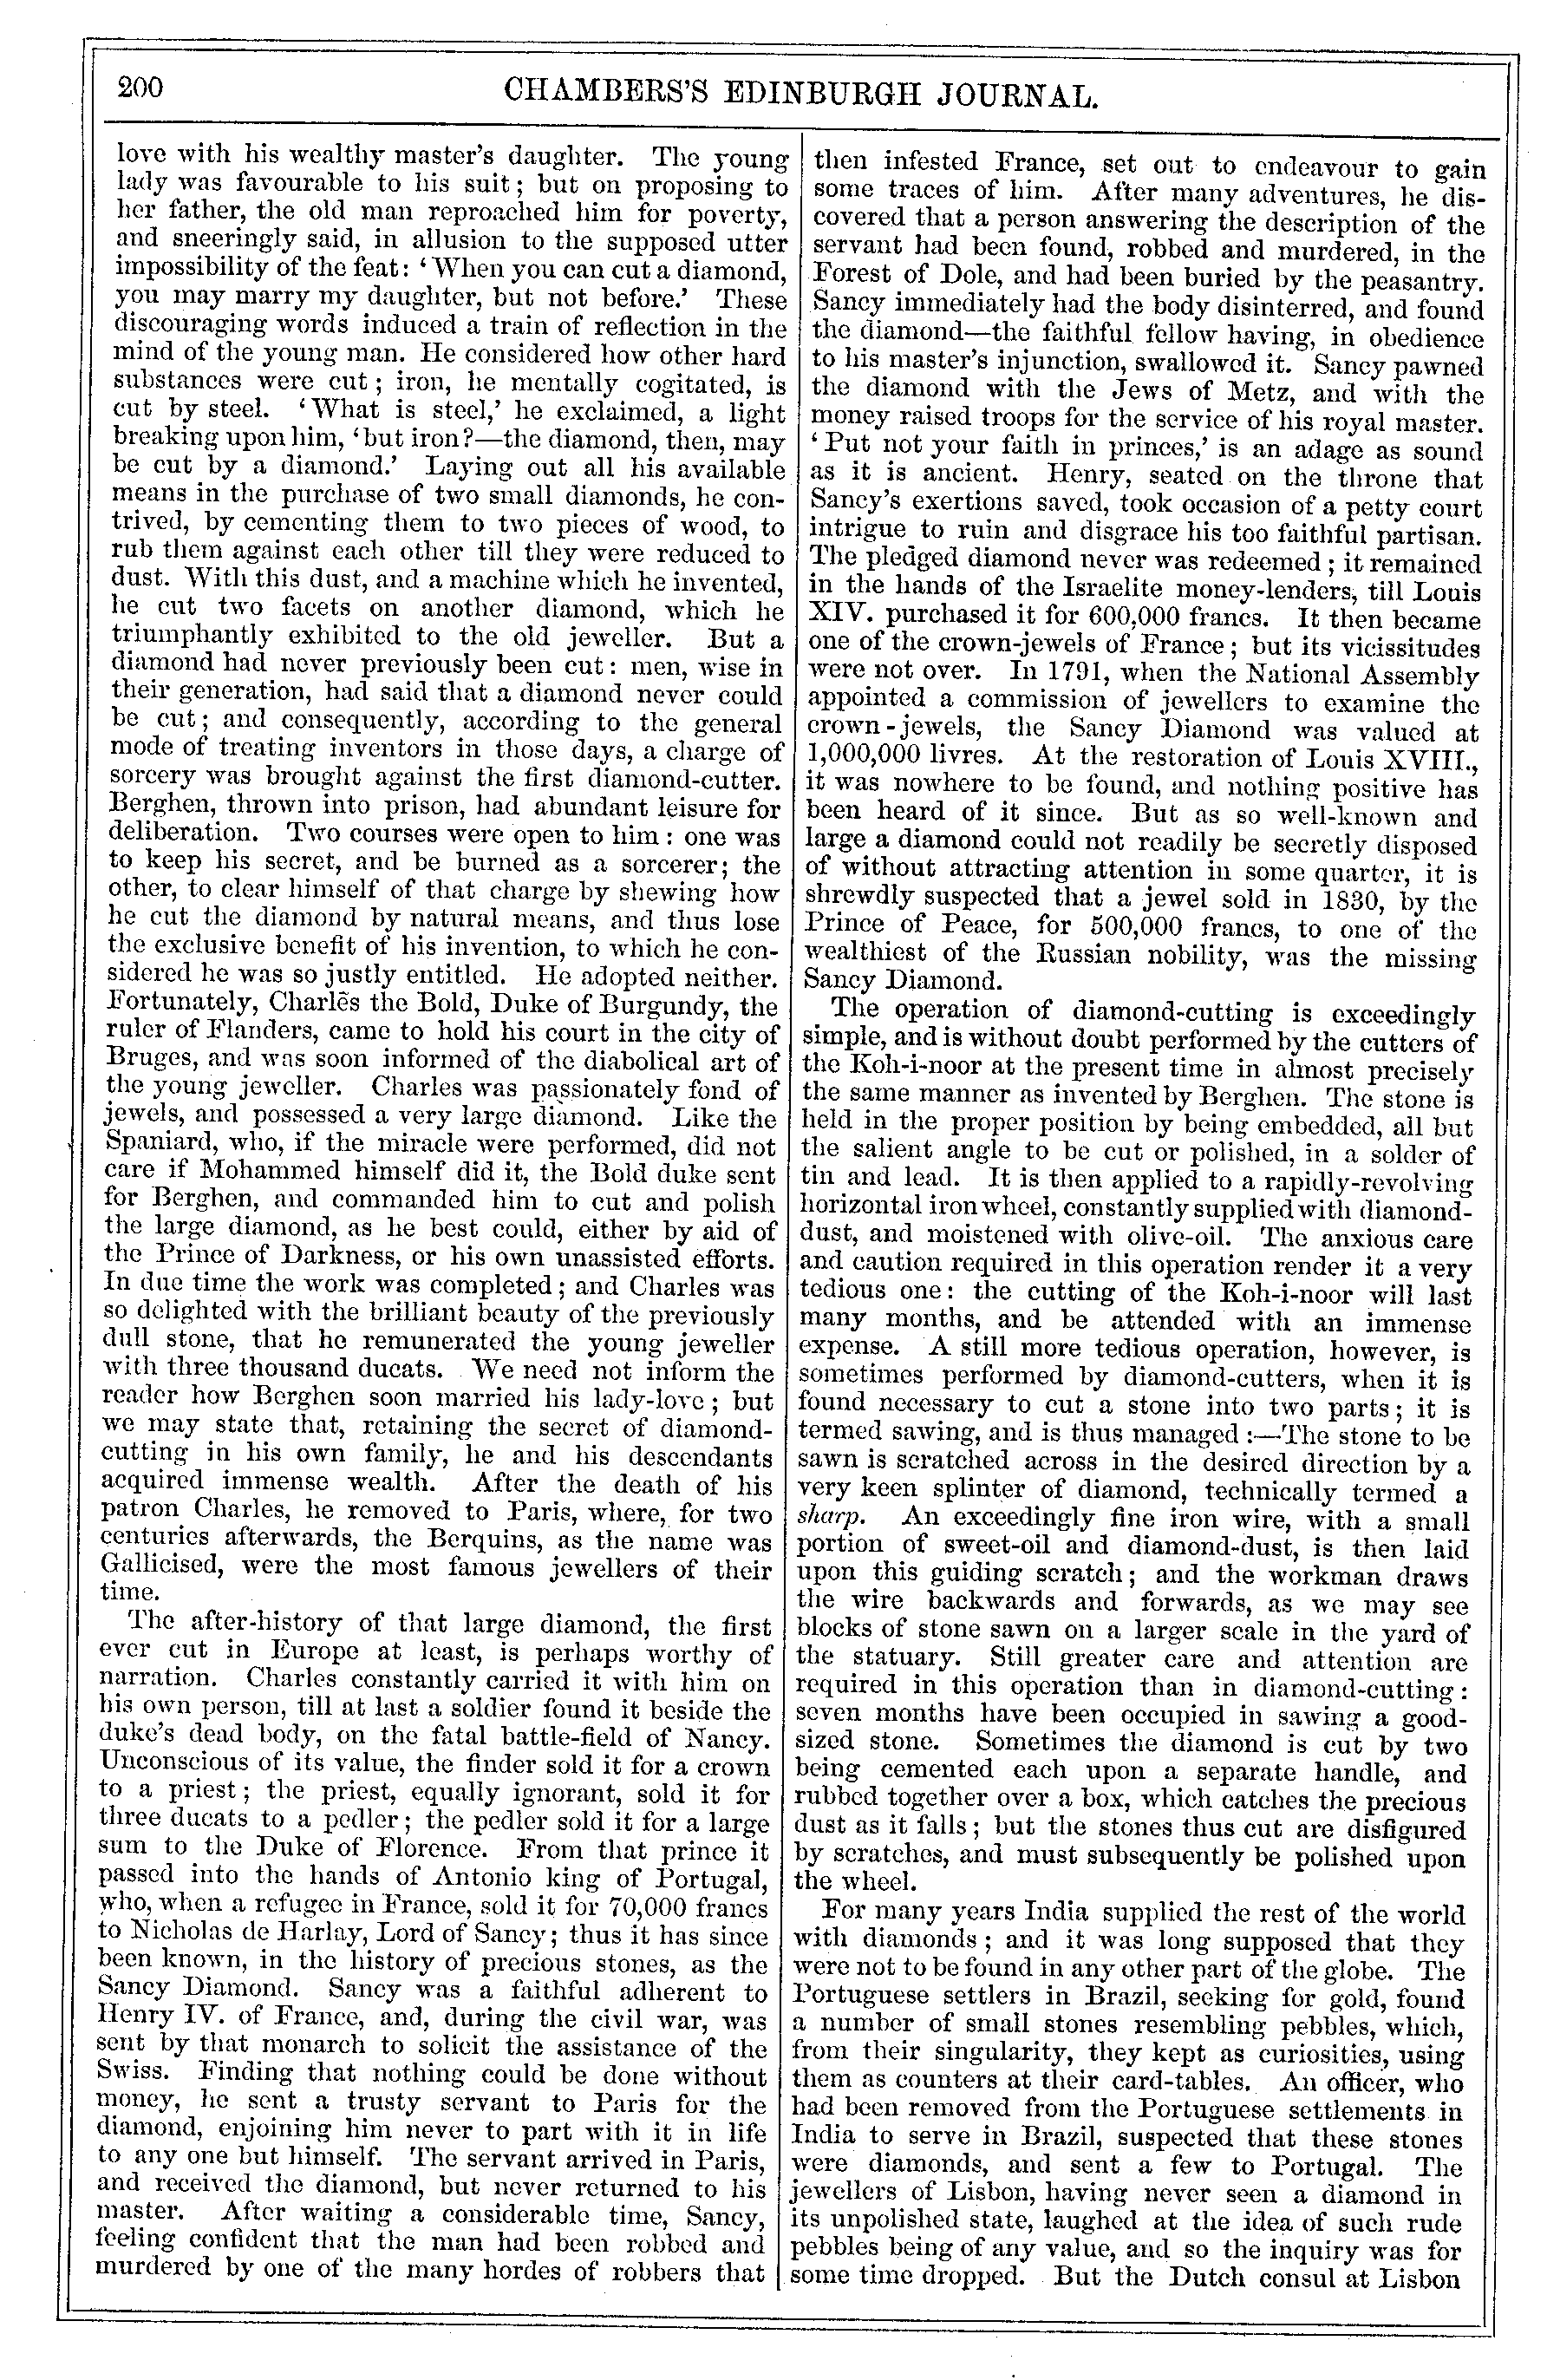 200
CHAMBERS'S EDINBURGH JOURNAL.
love with his wealthy master's daughter. The young
lady was favourable to his suit; but on proposing to
her father, the old man reproached him for poverty,
and sneeringly said, in allusion to the supposed utter
impossibility of the feat: 'When you can cut a diamond,
you may marry my daughter, but not before.' These
discouraging words induced a train of reflection in the
mind of the young man. He considered how other hard
substances were cut; iron, he mentally cogitated, is
cut by steel. 'What is steel,' he exclaimed, a light
breaking upon him, 'but iron?—the diamond, then, may
be cut by a diamond.' Laying out all his available
means in the purchase of two small diamonds, he con-
trived, by cementing them to two pieces of wood, to
rub them against each other till they were reduced to
dust. With this dust, and a machine which he invented,
he cut two facets on another diamond, which he
triumphantly exhibited to the old jeweller. But a
diamond had never previously been cut: men, wise in
their generation, had said that a diamond never could
be cut; and consequently, according to the general
mode of treating inventors in those days, a charge of
sorcery was brought against the first diamond-cutter.
Berghen, thrown into prison, had abundant leisure for
deliberation. Two courses were open to him: one was
to keep his secret, and be burned as a sorcerer; the
other, to clear himself of that charge by shewing how
he cut the diamond by natural means, and thus lose
the exclusive benefit of his invention, to which he con-
sidered he was so justly entitled. He adopted neither.
Fortunately, Charles the Bold, Duke of Burgundy, the
ruler of Flanders, came to hold his court in the city of
Bruges, and was soon informed of the diabolical art of
the young jeweller. Charles was passionately fond of
jewels, and possessed a very large diamond. Like the
Spaniard, who, if the miracle were performed, did not
care if Mohammed himself did it, the Bold duke sent
for Berghen, and commanded him to cut and polish
the large diamond, as he best could, either by aid of
the Prince of Darkness, or his own unassisted efforts.
In due time the work was completed; and Charles was
so delighted with the brilliant beauty of the previously
dull stone, that he remunerated the young jeweller
with three thousand ducats. We need not inform the
reader how Berghen soon married his lady-love; but
we may state that, retaining the secret of diamond-
cutting in his own family, he and his descendants
acquired immense wealth. After the death of his
patron Charles, he removed to Paris, where, for two
centuries afterwards, the Berquins, as the name was
Gallicised, were the most famous jewellers of their
time.
The after-history of that large diamond, the first
ever cut in Europe at least, is perhaps worthy of
narration. Charles constantly carried it with him on
his own person, till at last a soldier found it beside the
duke's dead body, on the fatal battle-field of Nancy.
Unconscious of its value, the finder sold it for a crown
to a priest; the priest, equally ignorant, sold it for
three ducats to a pedler; the pedler sold it for a large
sum to the Duke of Florence. From that prince it
passed into the hands of Antonio king of Portugal,
who, when a refugee in France, sold it for 70,000 francs
to Nicholas de Harlay, Lord of Sancy; thus it has since
been known, in the history of precious stones, as the
Sancy Diamond. Sancy was a faithful adherent to
Henry IV. of France, and, during the civil war, was
sent by that monarch to solicit the assistance of the
Swiss. Finding that nothing could be done without
money, he sent a trusty servant to Paris for the
diamond, enjoining him never to part with it in life
to any one but himself. The servant arrived in Paris,
and received the diamond, but never returned to his
master. After waiting a considerable time, Sancy,
feeling confident that the man had been robbed and
murdered by one of the many hordes of robbers that
then infested France, set out to endeavour to gain
some traces of him. After many adventures, he dis-
covered that a person answering the description of the
servant had been found, robbed and murdered, in the
Forest of Dole, and had been buried by the peasantry.
Sancy immediately had the body disinterred, and found
the diamond—the faithful fellow having, in obedience
to his master's injunction, swallowed it. Sancy pawned
the diamond with the Jews of Metz, and with the
money raised troops for the service of his royal master.
'Put not your faith in princes,' is an adage as sound
as it is ancient. Henry, seated on the throne that
Sancy's exertions saved, took occasion of a petty court
intrigue to ruin and disgrace his too faithful partisan.
The pledged diamond never was redeemed; it remained
in the hands of the Israelite money-lenders, till Louis
XIV. purchased it for 600,000 francs. It then became
one of the crown-jewels of France; but its vicissitudes
were not over. In 1791, when the National Assembly
appointed a commission of jewellers to examine the
crown-jewels, the Sancy Diamond was valued at
1,000,000 livres. At the restoration of Louis XVIII.,
it was nowhere to be found, and nothing positive has
been heard of it since. But as so well-known and
large a diamond could not readily be secretly disposed
of without attracting attention in some quarter, it is
shrewdly suspected that a jewel sold in 1830, by the
Prince of Peace, for 500,000 francs, to one of the
wealthiest of the Russian nobility, was the missing
Sancy Diamond.
The operation of diamond-cutting is exceedingly
simple, and is without doubt performed by the cutters of
the Koh-i-noor at the present time in almost precisely
the same manner as invented by Berghen. The stone is
held in the proper position by being embedded, all but
the salient angle to be cut or polished, in a solder of
tin and lead. It is then applied to a rapidly-revolving
horizontal iron wheel, constantly supplied with diamond-
dust, and moistened with olive-oil. The anxious care
and caution required in this operation render it a very
tedious one: the cutting of the Koh-i-noor will last
many months, and be attended with an immense
expense. A still more tedious operation, however, is
sometimes performed by diamond-cutters, when it is
found necessary to cut a stone into two parts; it is
termed sawing, and is thus managed:—The stone to be
sawn is scratched across in the desired direction by a
very keen splinter of diamond, technically termed a
sharp. An exceedingly fine iron wire, with a small
portion of sweet-oil and diamond-dust, is then laid
upon this guiding scratch; and the workman draws
the wire backwards and forwards, as we may see
blocks of stone sawn on a larger scale in the yard of
the statuary. Still greater care and attention are
required in this operation than in diamond-cutting:
seven months have been occupied in sawing a good-
sized stone. Sometimes the diamond is cut by two
being cemented each upon a separate handle, and
rubbed together over a box, which catches the precious
dust as it falls; but the stones thus cut are disfigured
by scratches, and must subsequently be polished upon
the wheel.
For many years India supplied the rest of the world
with diamonds; and it was long supposed that they
were not to be found in any other part of the globe. The
Portuguese settlers in Brazil, seeking for gold, found
a number of small stones resembling pebbles, which,
from their singularity, they kept as curiosities, using
them as counters at their card-tables. An officer, who
had been removed from the Portuguese settlements in
India to serve in Brazil, suspected that these stones
were diamonds, and sent a few to Portugal. The
jewellers of Lisbon, having never seen a diamond in
its unpolished state, laughed at the idea of such rude
pebbles being of any value, and so the inquiry was for
some time dropped. But the Dutch consul at Lisbon